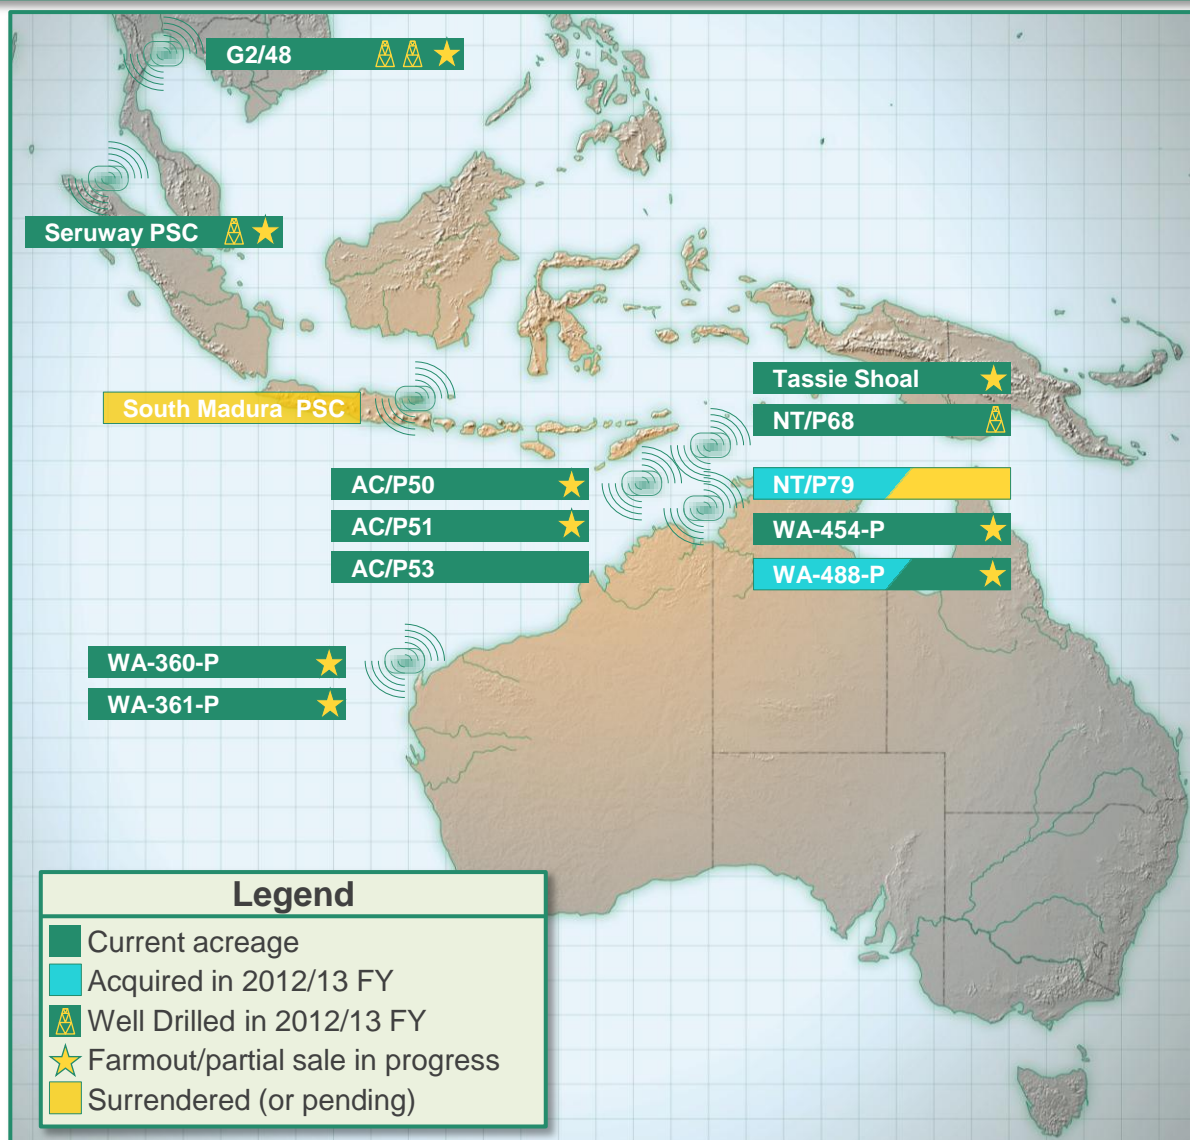 G2/48
Seruway PSC
South Madura PSC
Tassie Shoal
NT/P68
AC/P50
AC/P51
AC/P53
NT/P79
WA-454-P
WA-488-P
WA-360-P
WA-361-P
Legend
Current acreage
Acquired in 2012/13 FY
Well Drilled in 2012/13 FY
Farmout/partial sale in progress
Surrendered (or pending)